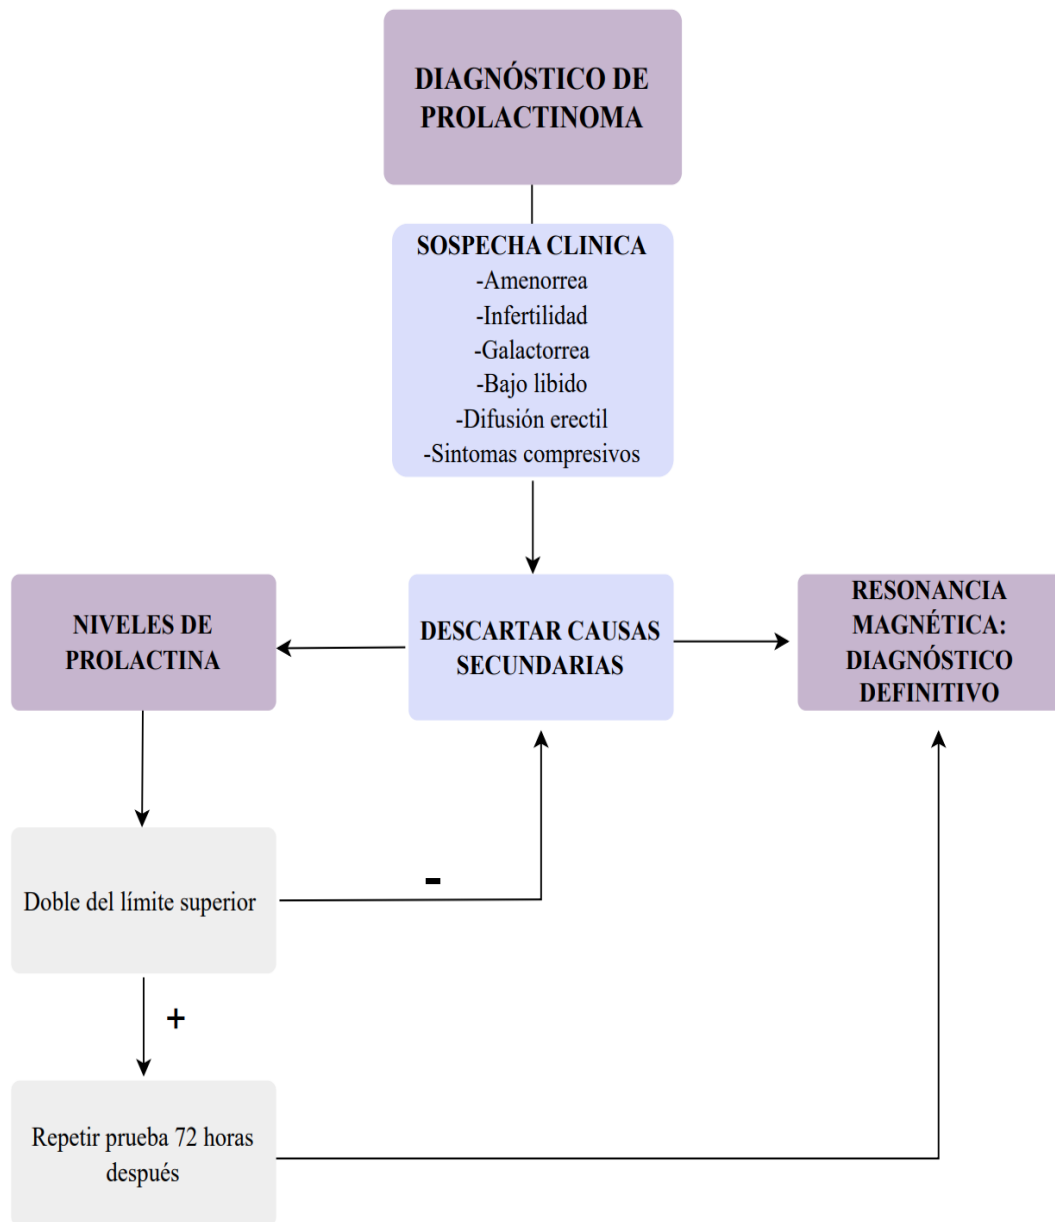 DIAGNÓSTICO DE
PROLACTINOMA
SOSPECHA CLINICA
-Amenorrea
-Infertilidad
-Galactorrea
-Bajo libido
-Difusión erectil
-Sintomas compresivos
NIVELES DE
PROLACTINA
DESCARTAR CAUSAS
SECUNDARIAS
RESONANCIA
MAGNÉTICA:
DIAGNÓSTICO
DEFINITIVO
Doble del límite superior
-
+
Repetir prueba 72 horas
después